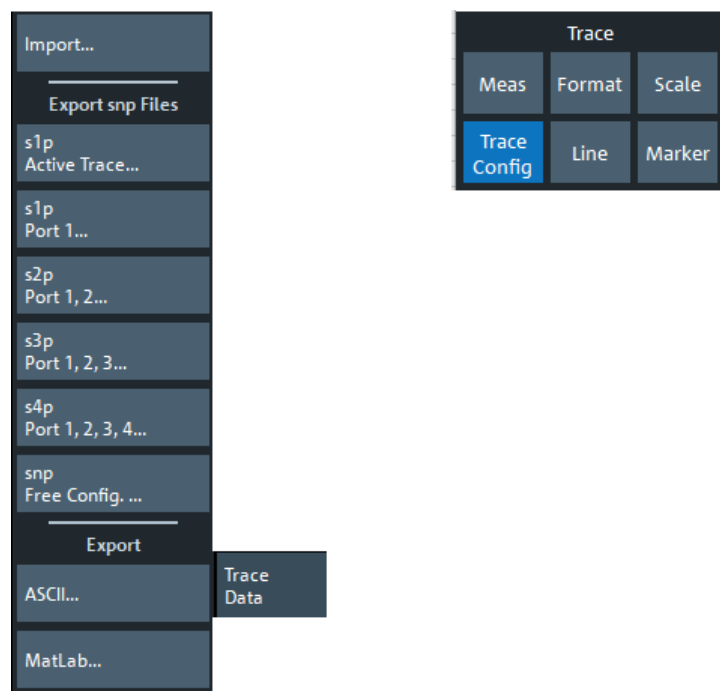 Import...
Export snp Files
s1p
Active Trace...
s1p
Port 1...
s2p
Port 1, 2...
s3p
Port 1, 2, 3...
s4p
Port 1, 2, 3, 4...
snp
Free Config. ...
Export
ASCII...
MatLab...
Trace
Data
Trace
Meas Format Scale
Trace
Config
Line Marker